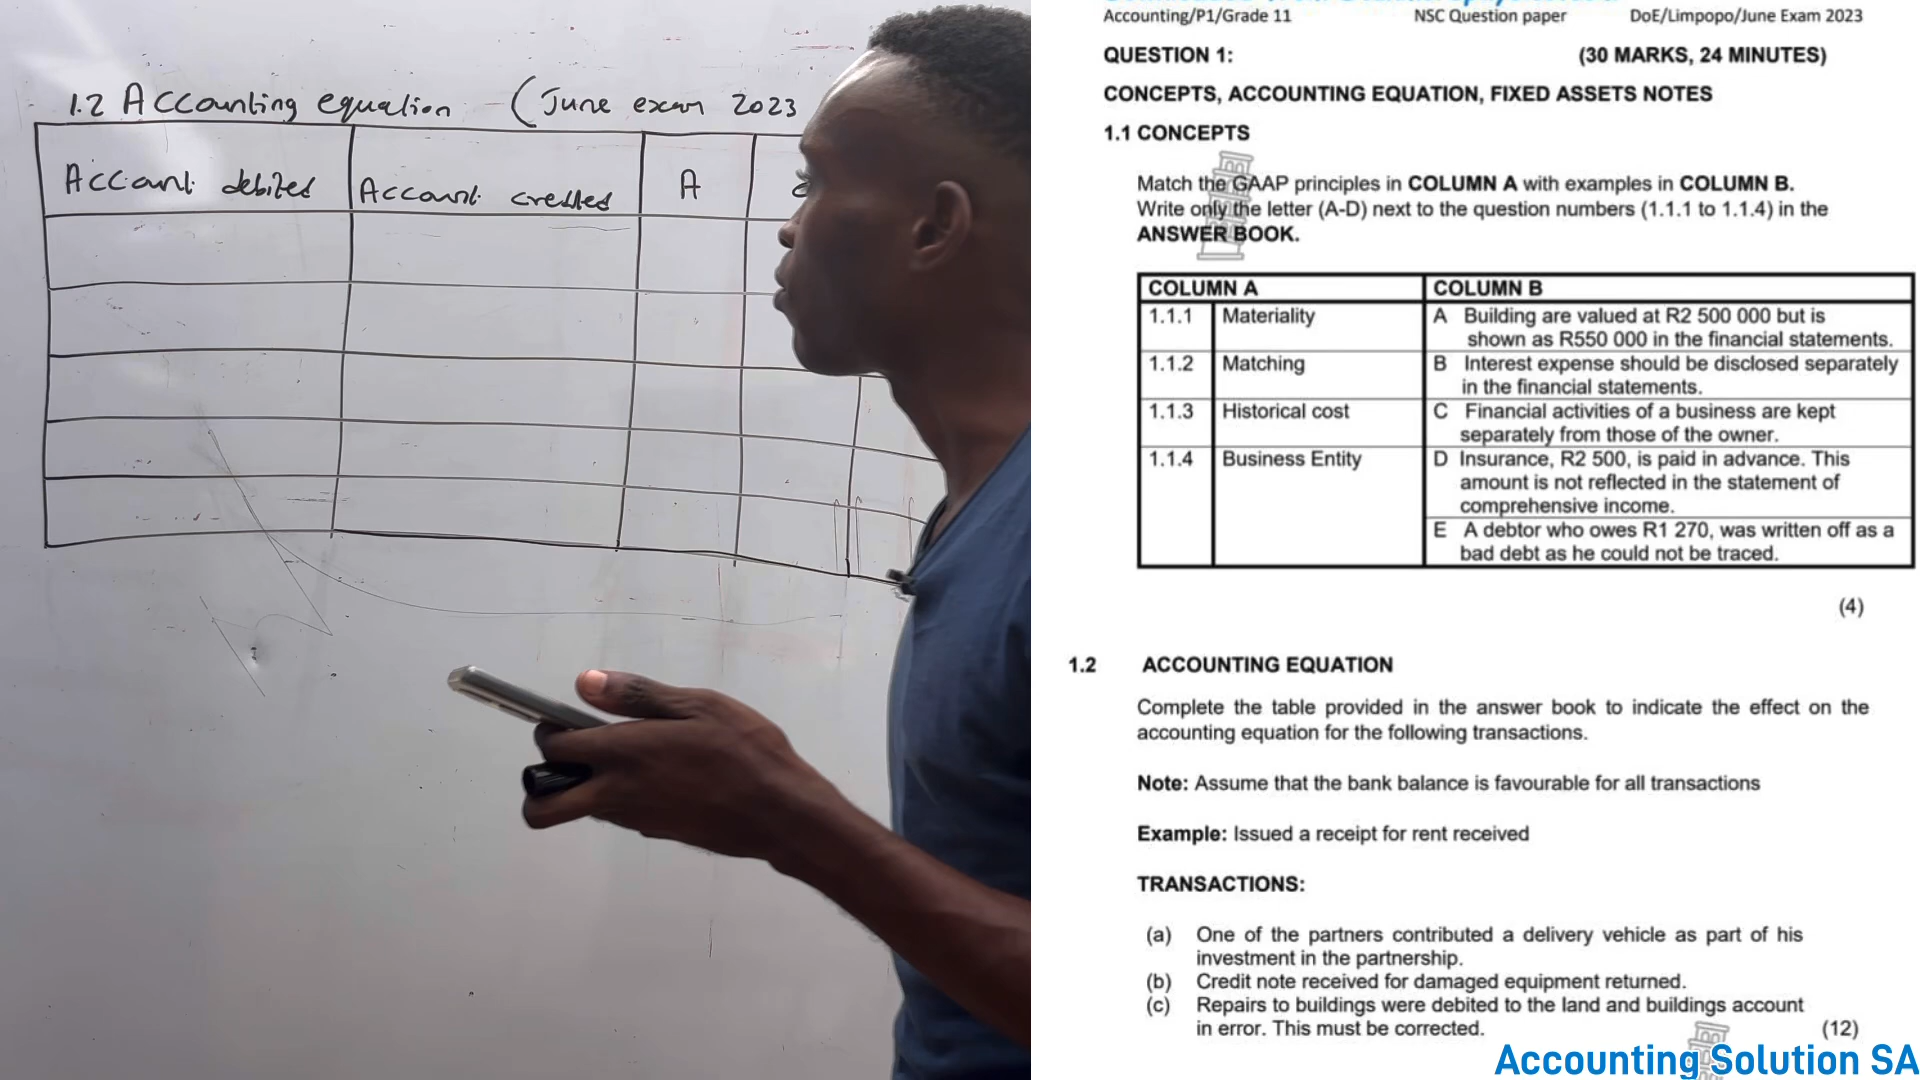 1.2 Accounting equation (June exam 2023
Account debited
Account credited
A
Accounting/P1/Grade 11 NSC Question paper DoE/Limpopo/June Exam 2023
QUESTION 1: (30 MARKS, 24 MINUTES)
CONCEPTS, ACCOUNTING EQUATION, FIXED ASSETS NOTES
1.1 CONCEPTS
Match the GAAP principles in COLUMN A with examples in COLUMN B.
Write only the letter (A-D) next to the question numbers (1.1.1 to 1.1.4) in the
ANSWER BOOK.
COLUMN A COLUMN B
1.1.1 Materiality A Building are valued at R2 500 000 but is
shown as R550 000 in the financial statements.
1.1.2 Matching B Interest expense should be disclosed separately
in the financial statements.
1.1.3 Historical cost C Financial activities of a business are kept
separately from those of the owner.
1.1.4 Business Entity D Insurance, R2 500, is paid in advance. This
amount is not reflected in the statement of
comprehensive income.
E A debtor who owes R1 270, was written off as a
bad debt as he could not be traced.
(4)
1.2 ACCOUNTING EQUATION
Complete the table provided in the answer book to indicate the effect on the
accounting equation for the following transactions.
Note: Assume that the bank balance is favourable for all transactions
Example: Issued a receipt for rent received
TRANSACTIONS:
(a) One of the partners contributed a delivery vehicle as part of his
investment in the partnership.
(b) Credit note received for damaged equipment returned.
(c) Repairs to buildings were debited to the land and buildings account
in error. This must be corrected. (12)
Accounting Solution SA